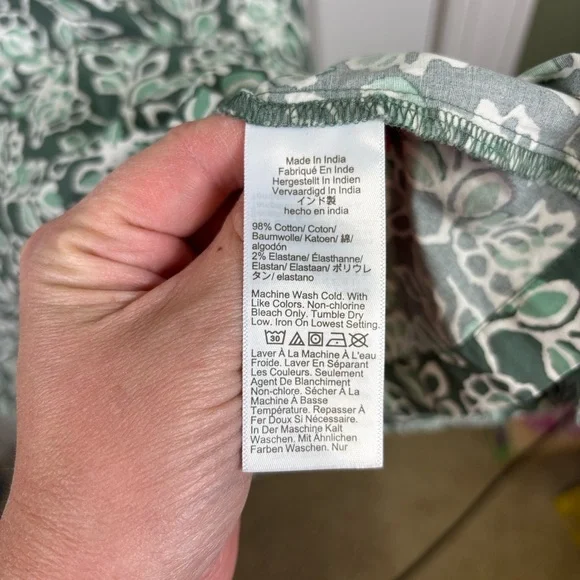 Made In India
Fabriqué En Inde
Hergestellt In Indien
Vervaardigd In India
インド製
hecho en india
98% Cotton/ Coton/
Baumwolle/ Katoen/ 綿/
algodón
2% Elastane/ Élasthanne/
Elastan/ Elastaan/ ポリウレ
タン/ elastano
Machine Wash Cold. With
Like Colors. Non-chlorine
Bleach Only. Tumble Dry
Low. Iron On Lowest Setting.
30
Laver À La Machine À L'eau
Froide. Laver En Séparant
Les Couleurs. Seulement
Agent De Blanchiment
Non-chlore. Sécher À La
Machine À Basse
Température. Repasser À
Fer Doux Si Nécessaire.
In Der Maschine Kalt
Waschen. Mit Ähnlichen
Farben Waschen. Nur